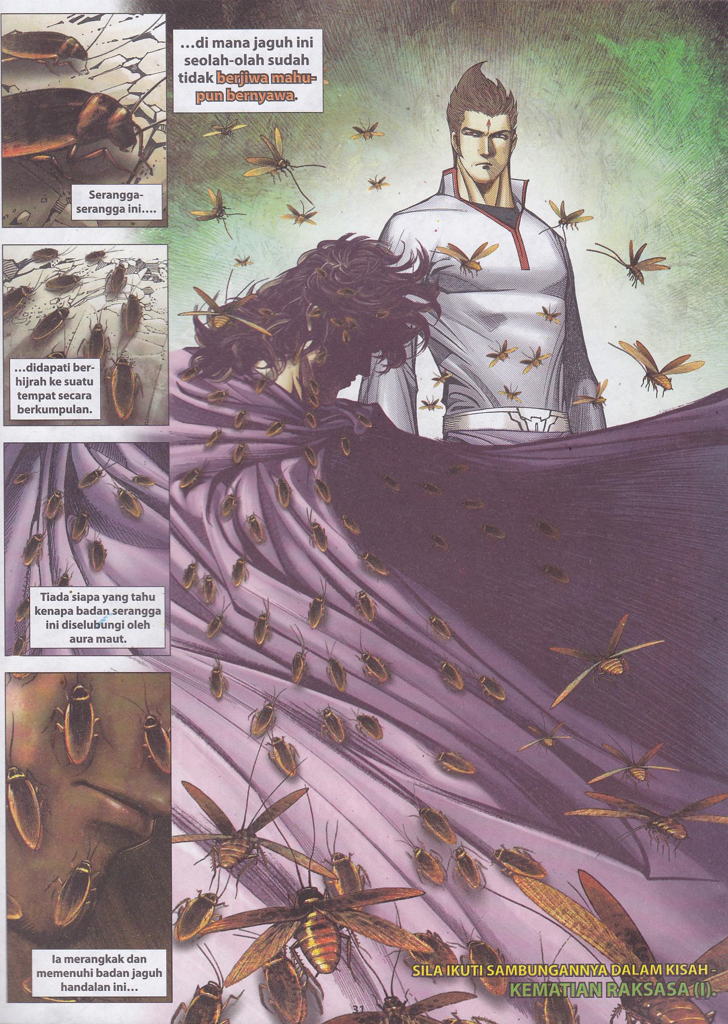 Serangga-
serangga ini....
...didapati ber-
hijrah ke suatu
tempat secara
berkumpulan.
Tiada siapa yang tahu
kenapa badan serangga
ini diselubungi oleh
aura maut.
Ia merangkak dan
memenuhi badan jaguh
handalan ini...
...di mana jaguh ini
seolah-olah sudah
tidak berjiwa mahu-
pun bernyawa.
SILA IKUTI SAMBUNGANNYA DALAM KISAH -
KEMATIAN RAKSASA (I).
31